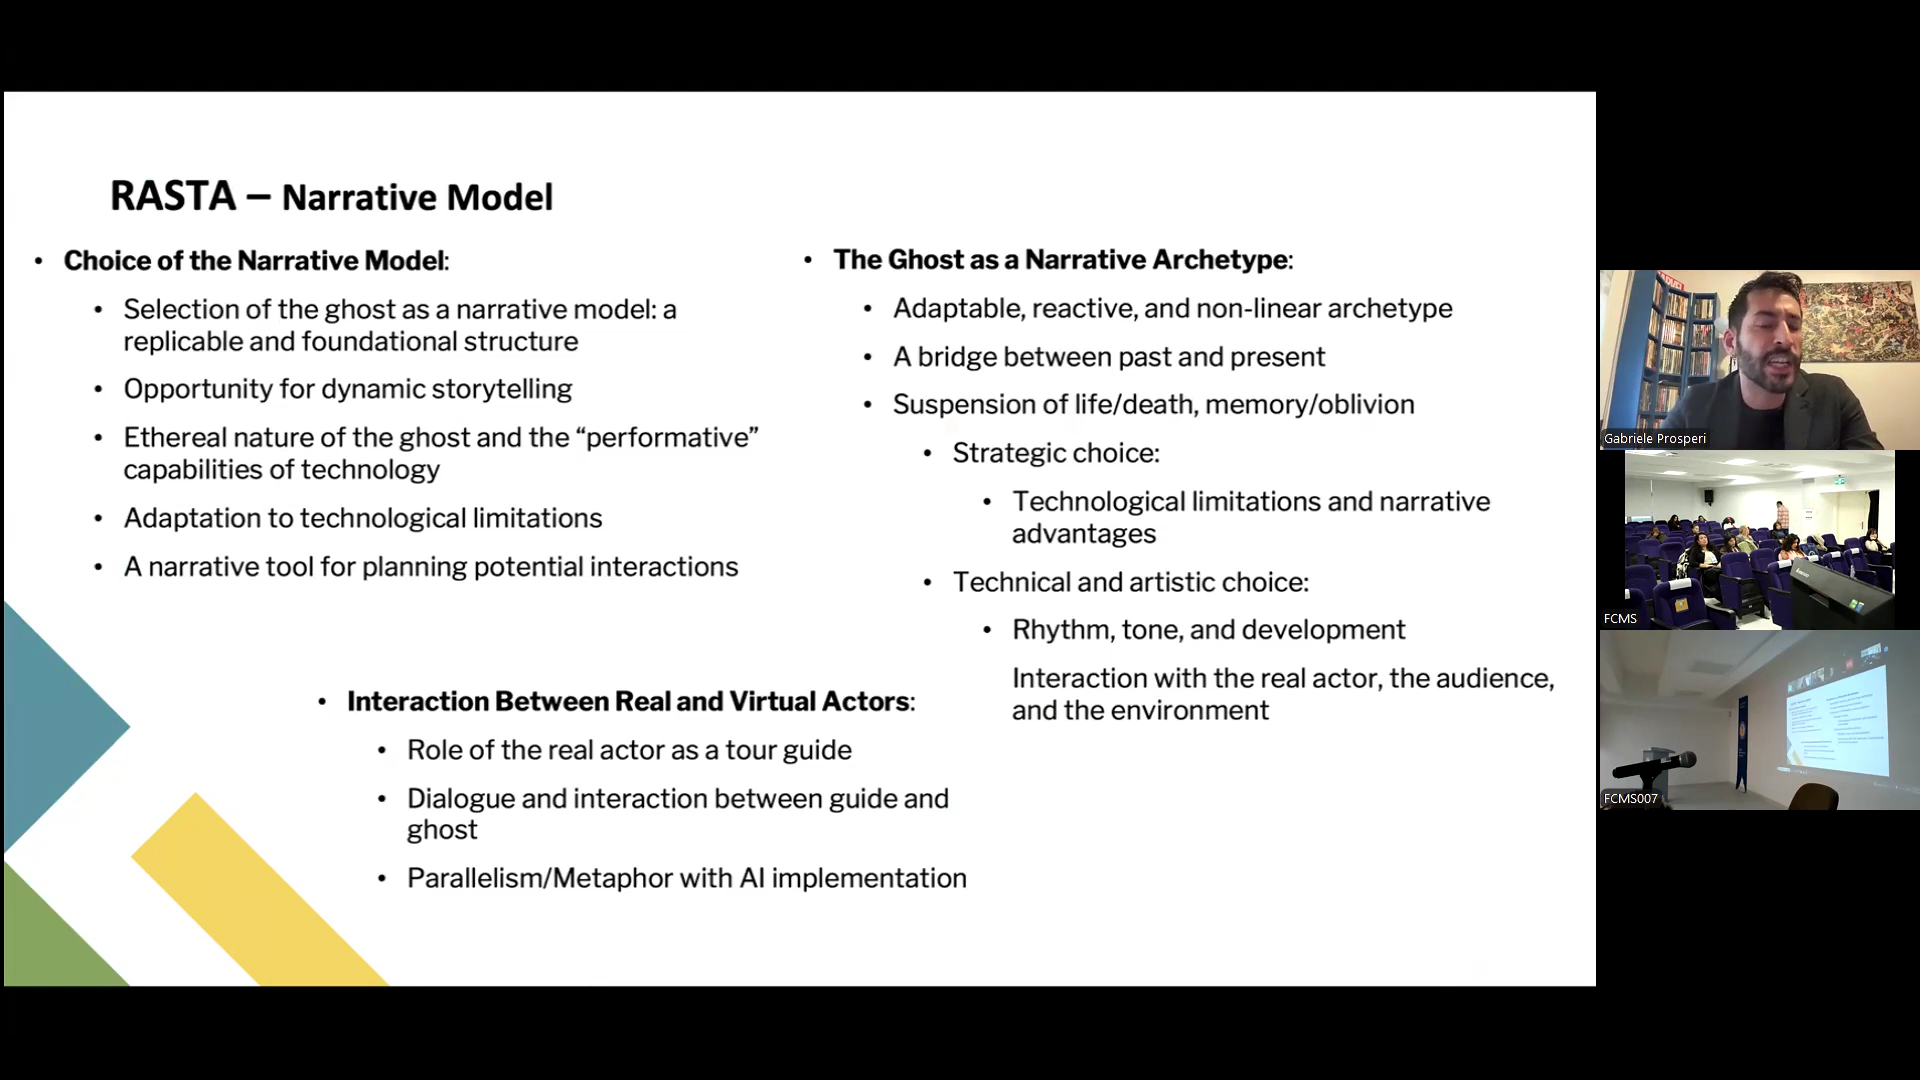 RASTA – Narrative Model
• Choice of the Narrative Model:
• Selection of the ghost as a narrative model: a
replicable and foundational structure
• Opportunity for dynamic storytelling
• Ethereal nature of the ghost and the “performative”
capabilities of technology
• Adaptation to technological limitations
• A narrative tool for planning potential interactions
• The Ghost as a Narrative Archetype:
• Adaptable, reactive, and non-linear archetype
• A bridge between past and present
• Suspension of life/death, memory/oblivion
• Strategic choice:
• Technological limitations and narrative
advantages
• Technical and artistic choice:
• Rhythm, tone, and development
Interaction with the real actor, the audience,
and the environment
• Interaction Between Real and Virtual Actors:
• Role of the real actor as a tour guide
• Dialogue and interaction between guide and
ghost
• Parallelism/Metaphor with AI implementation
Gabriele Prosperi
FCMS
FCMS007